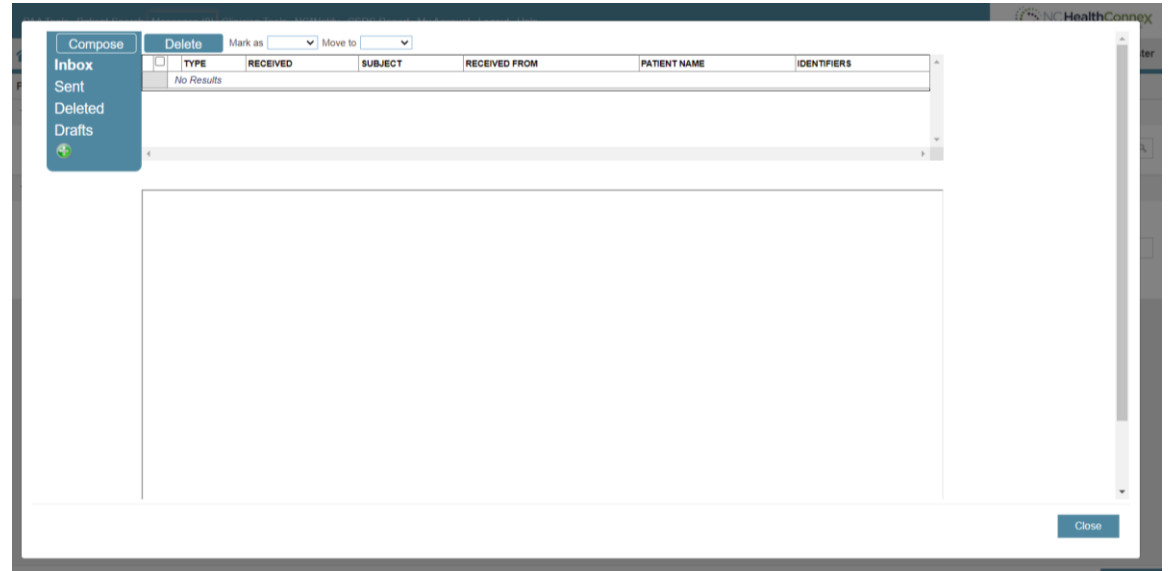 NCHealthConnex
Compose
Delete
Mark as
Move to
Inbox
Sent
Deleted
Drafts
TYPE RECEIVED SUBJECT RECEIVED FROM PATIENT NAME IDENTIFIERS
No Results
ter
Close